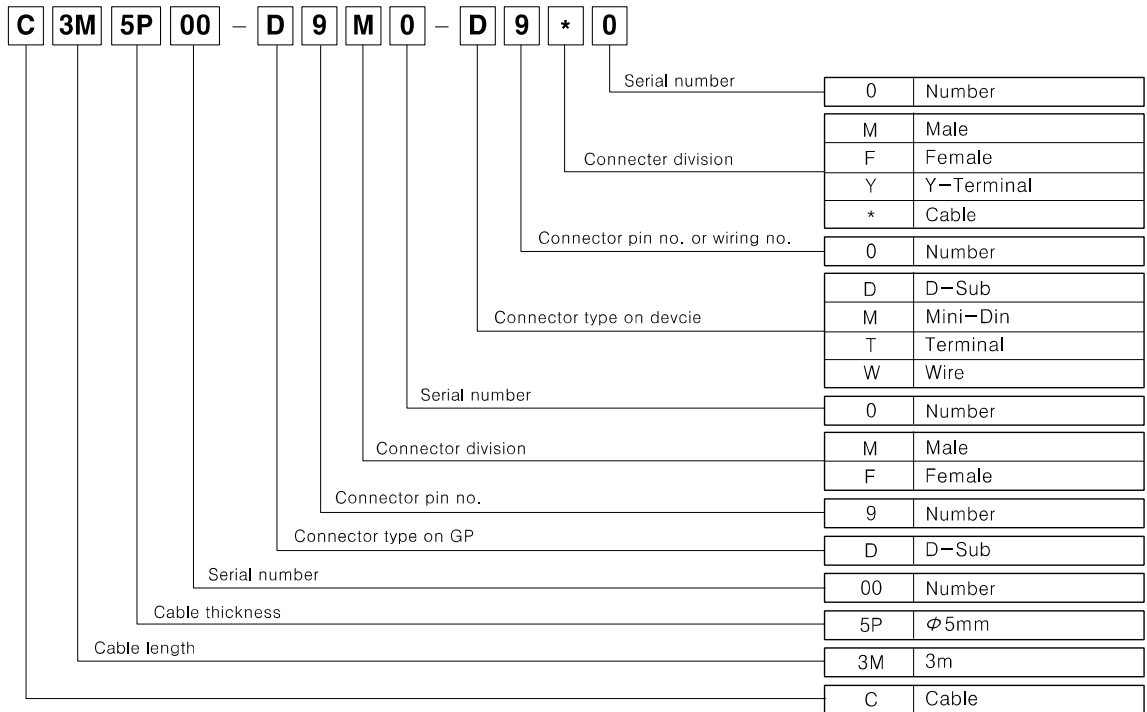 C 3M 5P 00 - D 9 M 0 - D 9 * 0
Serial number
0 Number
Connecter division
M Male
F Female
Y Y-Terminal
* Cable
Connector pin no. or wiring no.
0 Number
Connector type on devcie
D D-Sub
M Mini-Din
T Terminal
W Wire
Serial number
0 Number
Connector division
M Male
F Female
Connector pin no.
9 Number
Connector type on GP
D D-Sub
Serial number
00 Number
Cable thickness
5P Φ5mm
Cable length
3M 3m
C Cable